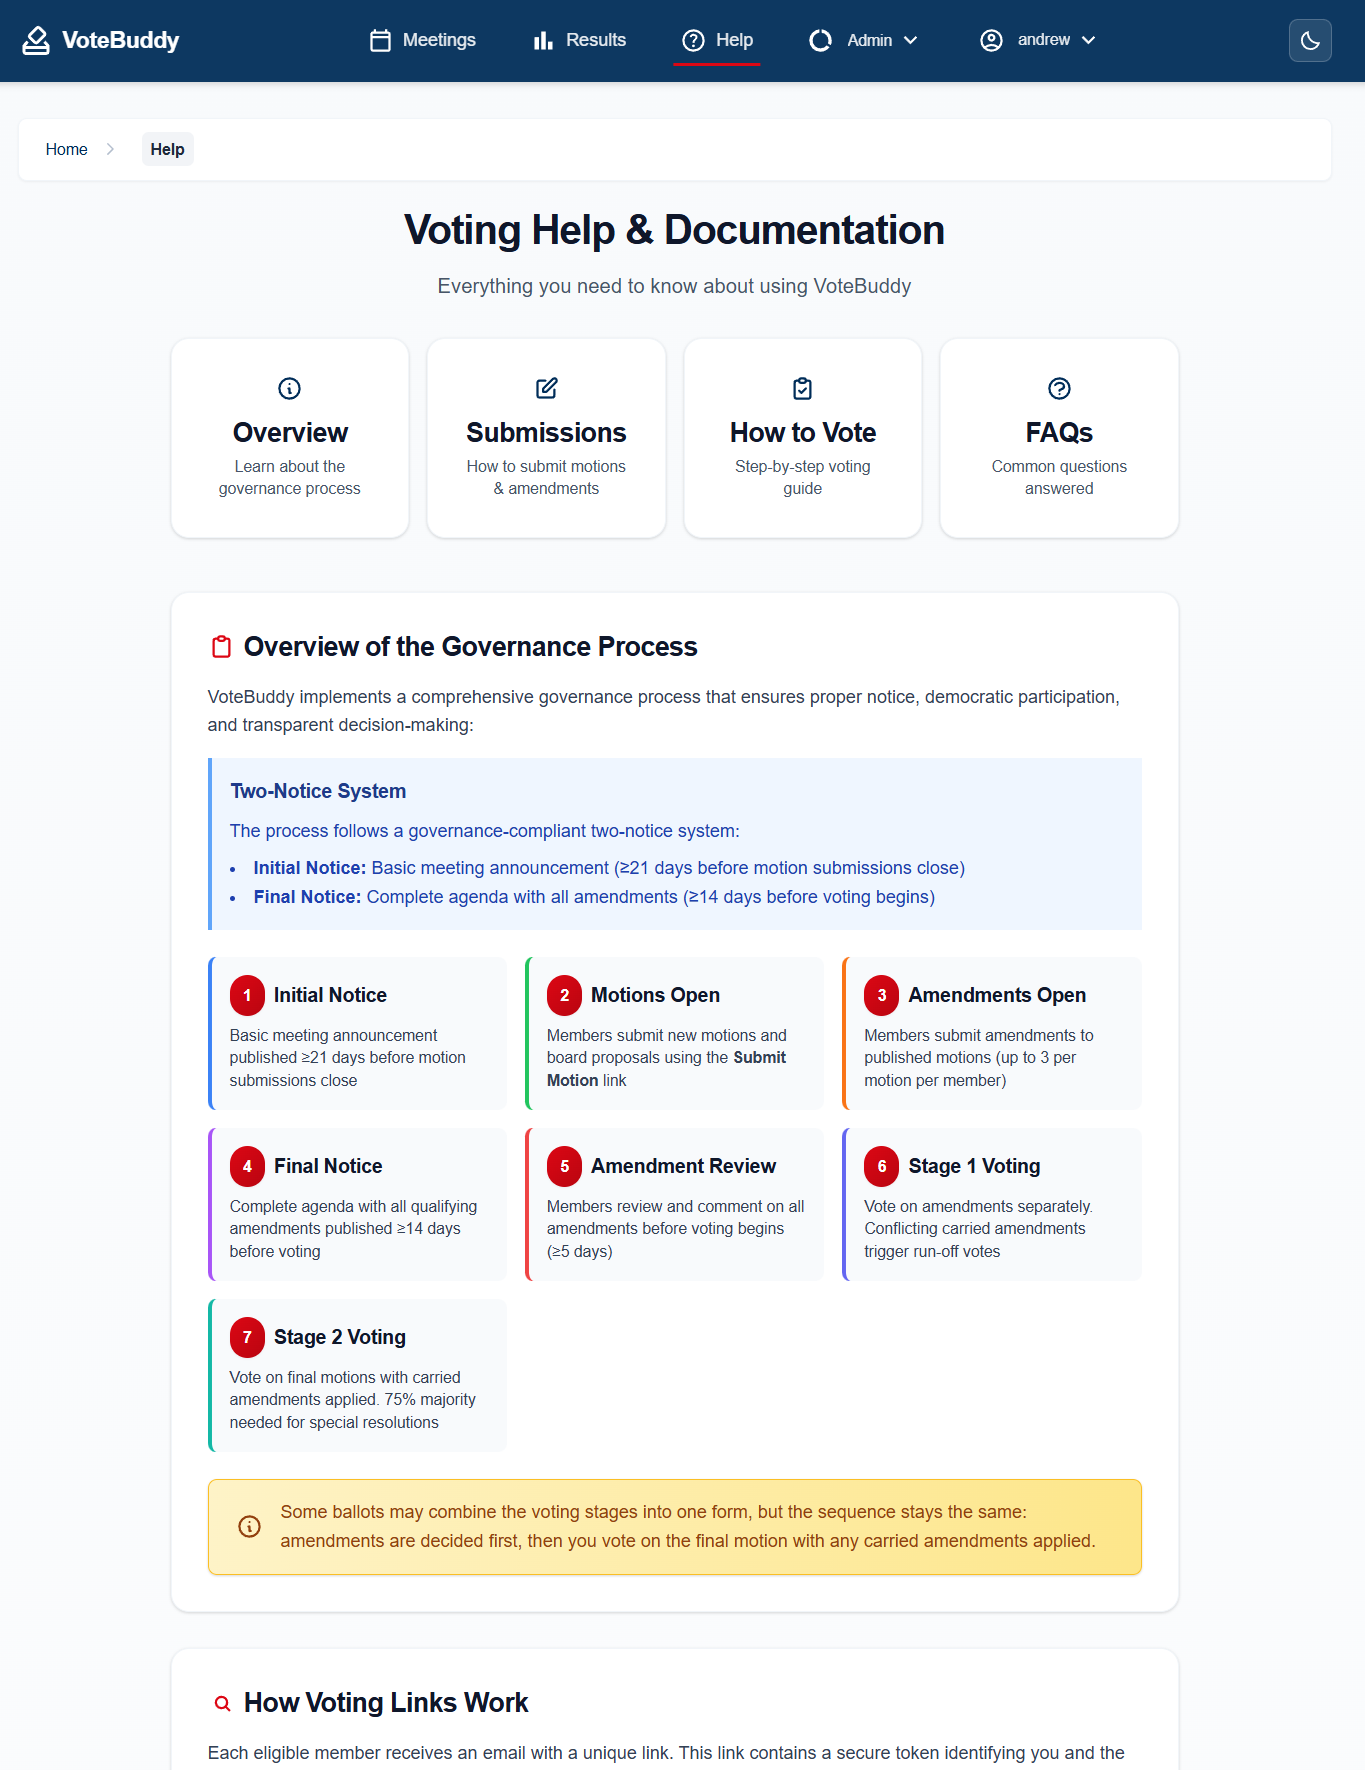 VoteBuddy
Meetings
Results
Help
Admin
andrew
Home
Help
Voting Help & Documentation
Everything you need to know about using VoteBuddy
Overview
Learn about the
governance process
Submissions
How to submit motions
& amendments
How to Vote
Step-by-step voting
guide
FAQs
Common questions
answered
Overview of the Governance Process
VoteBuddy implements a comprehensive governance process that ensures proper notice, democratic participation,
and transparent decision-making:
Two-Notice System
The process follows a governance-compliant two-notice system:
• Initial Notice: Basic meeting announcement (≥21 days before motion submissions close)
• Final Notice: Complete agenda with all amendments (≥14 days before voting begins)
1 Initial Notice
Basic meeting announcement
published ≥21 days before motion
submissions close
2 Motions Open
Members submit new motions and
board proposals using the Submit
Motion link
3 Amendments Open
Members submit amendments to
published motions (up to 3 per
motion per member)
4 Final Notice
Complete agenda with all qualifying
amendments published ≥14 days
before voting
5 Amendment Review
Members review and comment on all
amendments before voting begins
(≥5 days)
6 Stage 1 Voting
Vote on amendments separately.
Conflicting carried amendments
trigger run-off votes
7 Stage 2 Voting
Vote on final motions with carried
amendments applied. 75% majority
needed for special resolutions
Some ballots may combine the voting stages into one form, but the sequence stays the same:
amendments are decided first, then you vote on the final motion with any carried amendments applied.
How Voting Links Work
Each eligible member receives an email with a unique link. This link contains a secure token identifying you and the